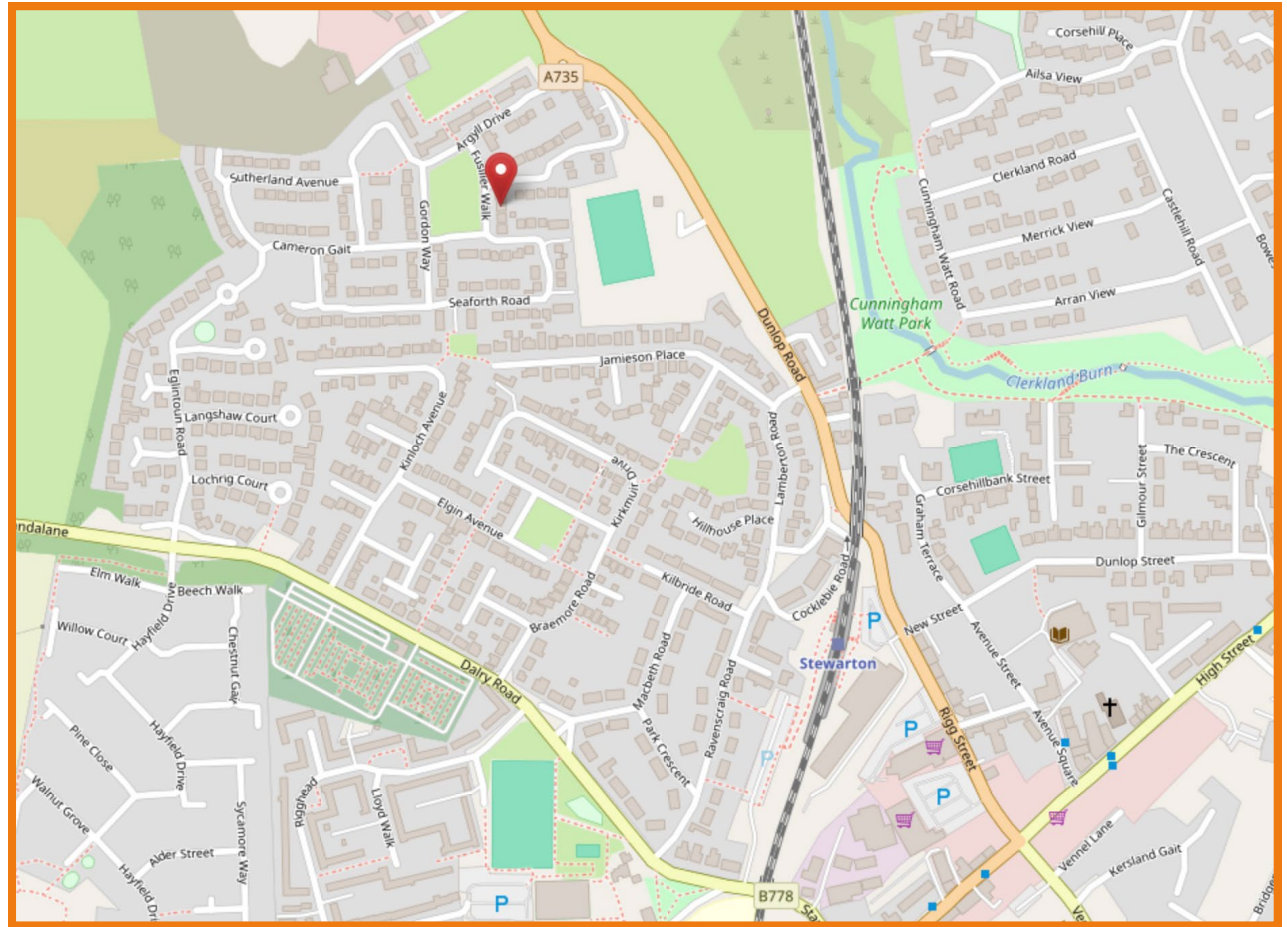 Corsehill Place
A735
Ailsa View
Argyll Drive
Clerkland Road
Fusilier Walk
Sutherland Avenue
Cunningham Watt Road
Castlehill Road
Gordon Way
Merrick View
Cameron Gait
Arran View
Seaforth Road
Cunningham
Watt Park
Dunlop Road
Jamieson Place
Clerkland Burn
Eglintoun Road
Langshaw Court
Kinloch Avenue
Lamberton Road
The Crescent
Lochrig Court
Kirkmuir Drive
Corsehillbank Street
Gilmour Street
Elgin Avenue
Hillhouse Place
Graham Terrace
Dunlop Street
Elm Walk
Beech Walk
Kilbride Road
Cocklebie Road
Hayfield Drive
Willow Court
Braemore Road
P
New Street
Chestnut Gait
Macbeth Road
Stewarton
Avenue Street
High Street
Dalry Road
Ravenscraig Road
Pine Close
Hayfield Drive
Park Crescent
P
Rigg Street
Avenue Square
P
Walnut Grove
Rigghead
Lloyd Walk
Sycamore Way
P
Alder Street
Vennel Lane
Kersland Gait
B778
P